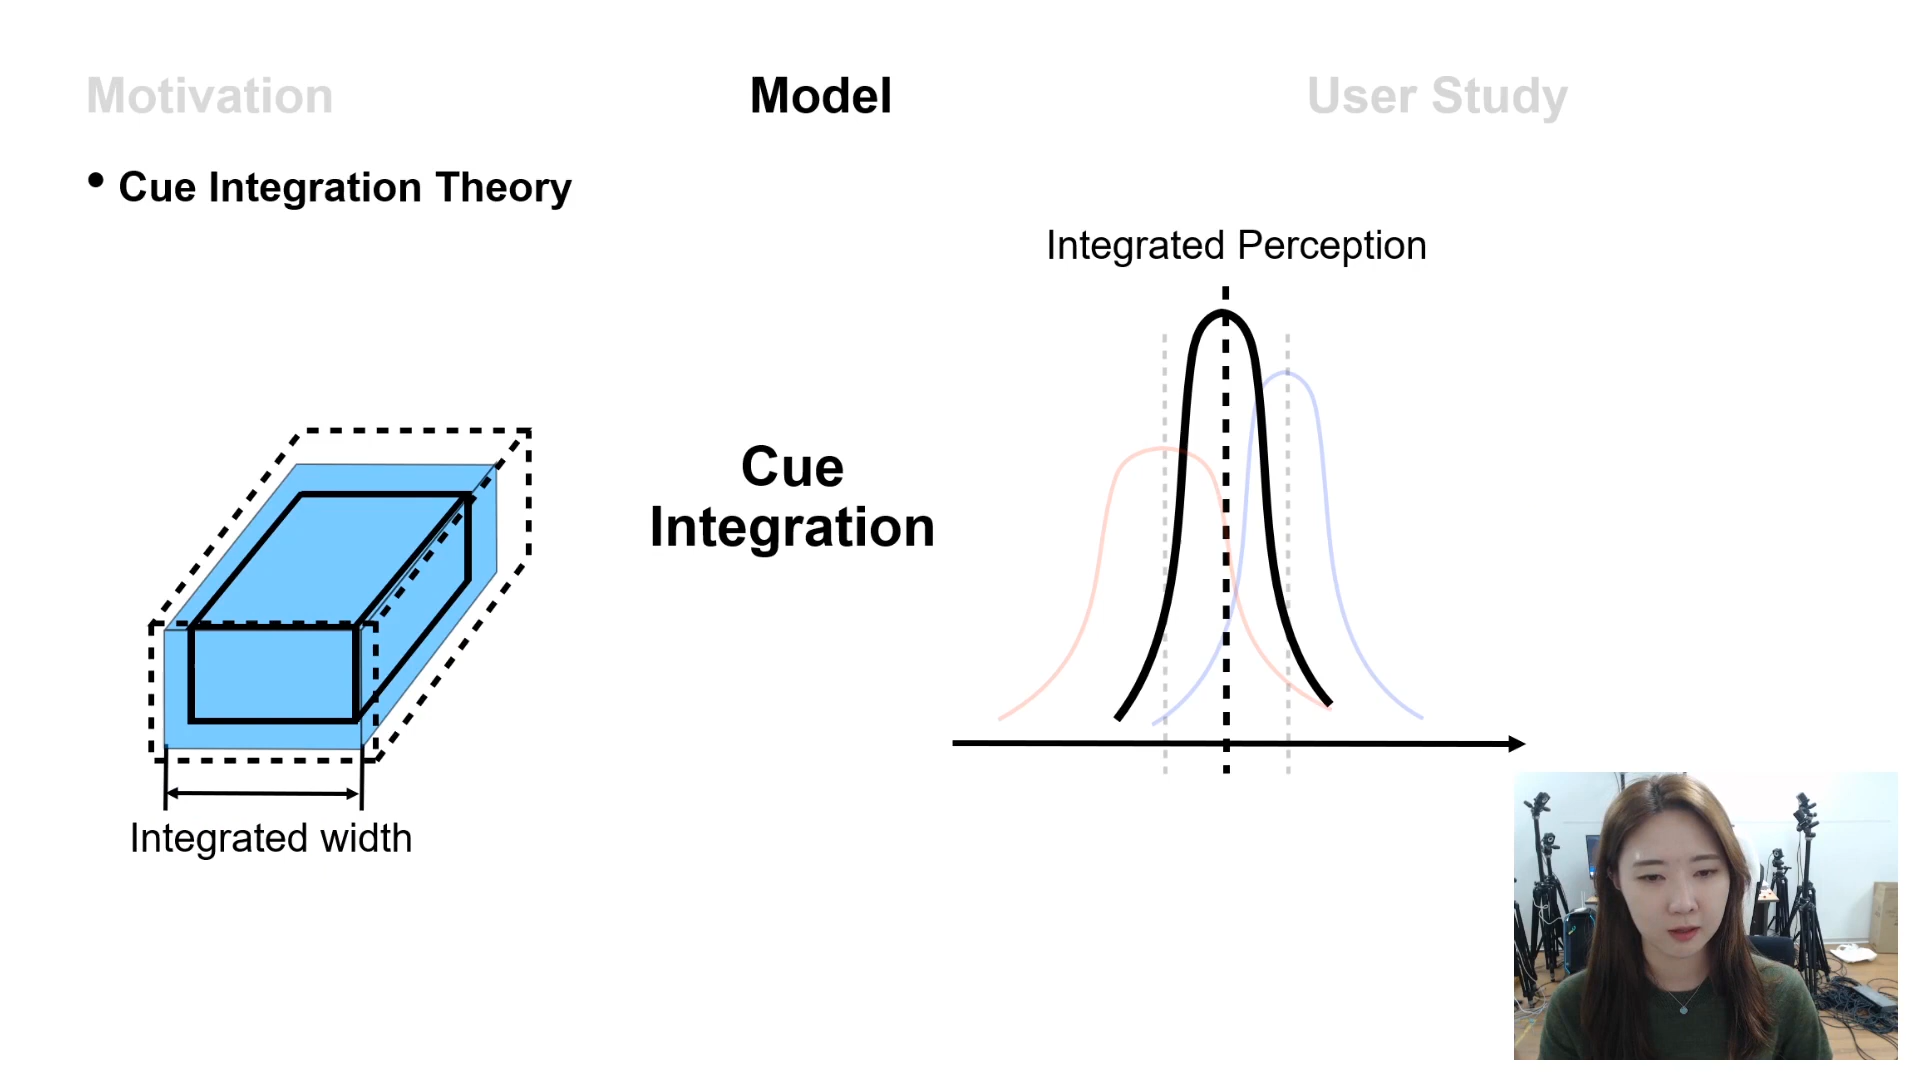 Motivation
Model
User Study
• Cue Integration Theory
Integrated Perception
Cue
Integration
Integrated width